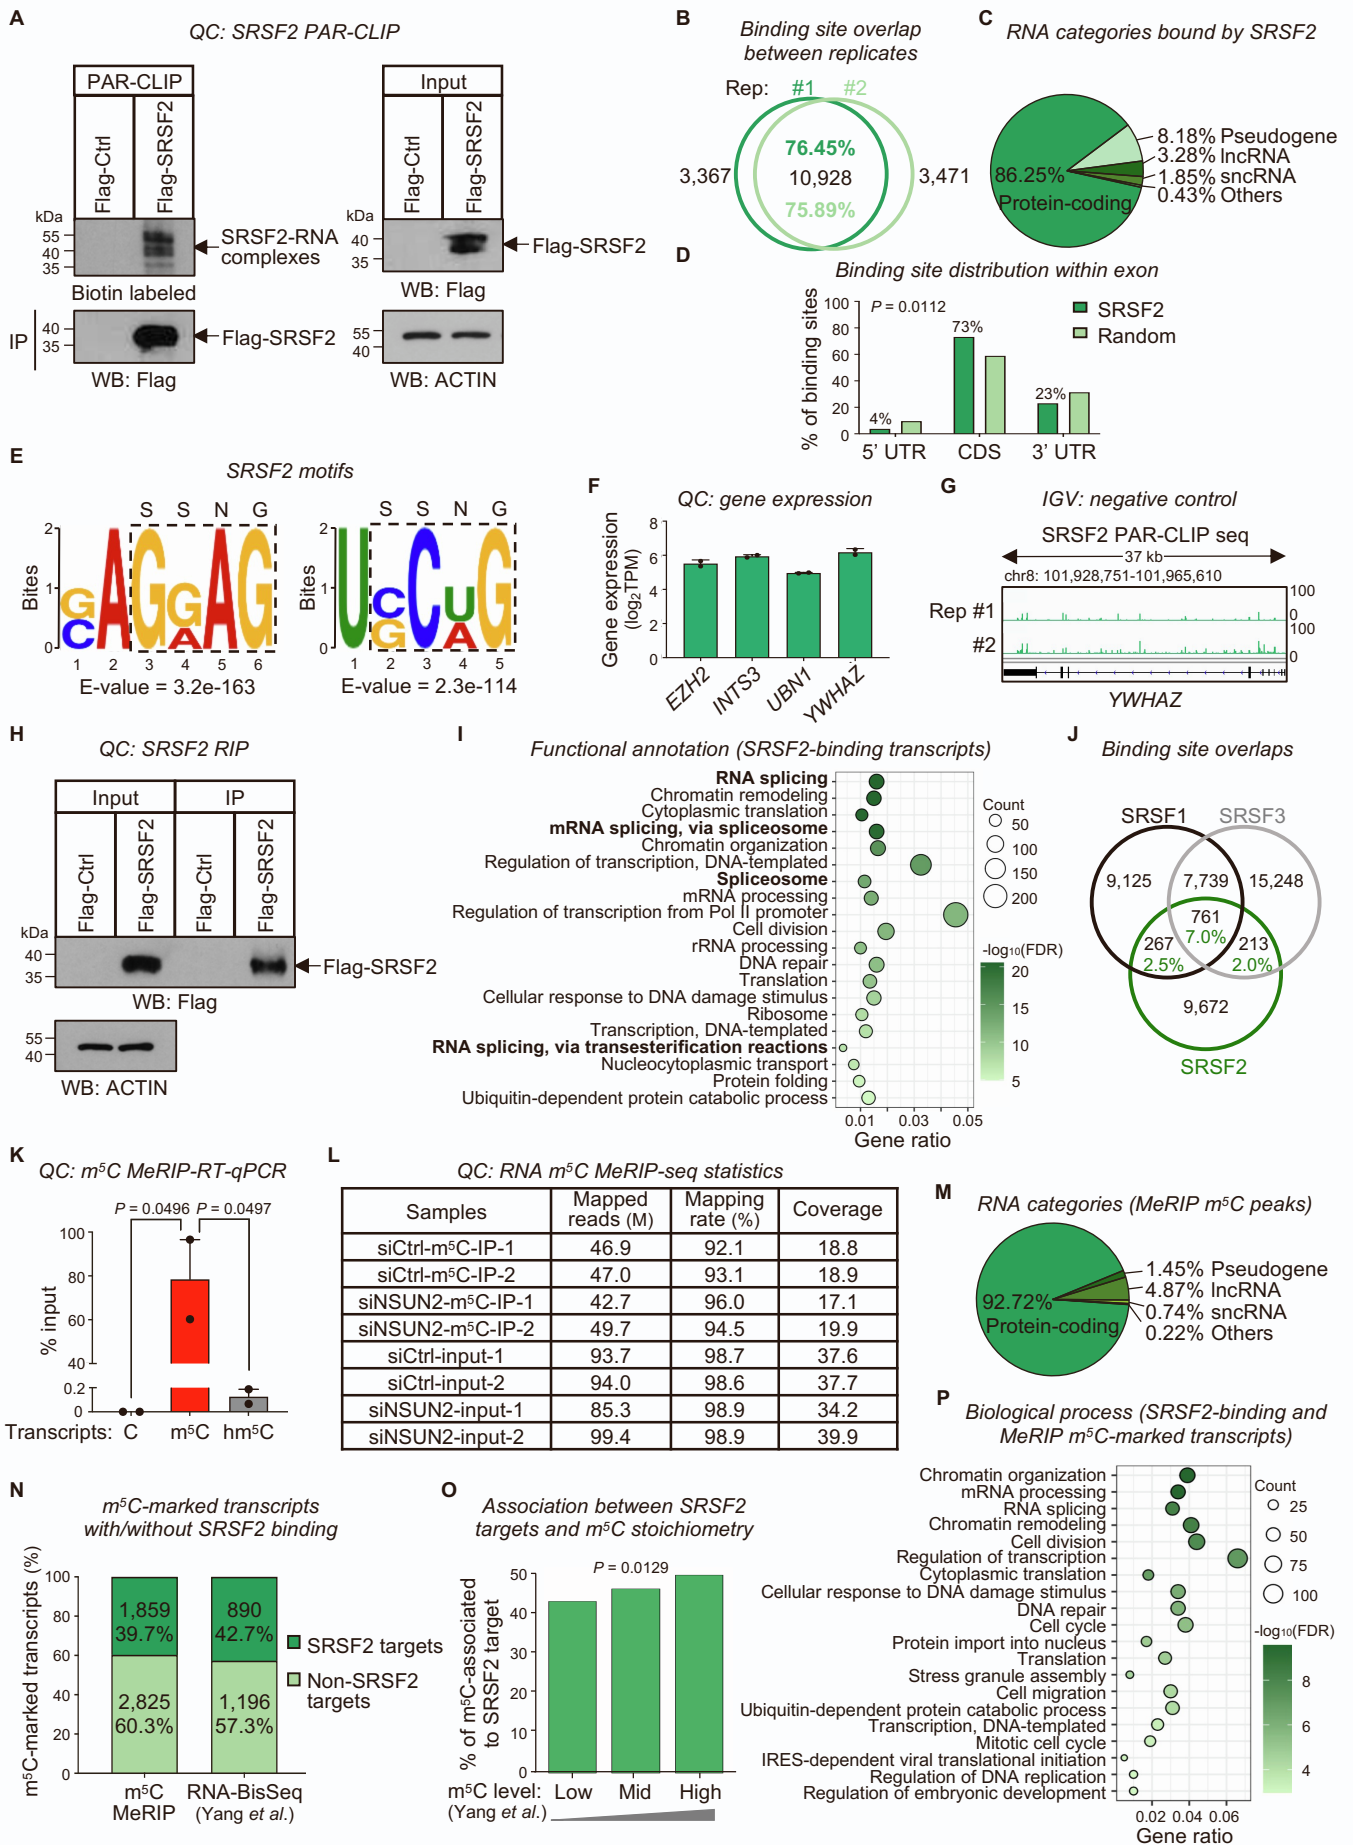 A
QC: SRSF2 PAR-CLIP
PAR-CLIP
Input
Flag-Ctrl
Flag-SRSF2
Flag-Ctrl
Flag-SRSF2
kDa
55
40
35
SRSF2-RNA
complexes
Biotin labeled
kDa
40
35
Flag-SRSF2
WB: Flag
IP
40
35
Flag-SRSF2
WB: Flag
55
40
WB: ACTIN
B
Binding site overlap
between replicates
Rep: #1 #2
76.45%
3,367 10,928 3,471
75.89%
C
RNA categories bound by SRSF2
86.25%
Protein-coding
8.18% Pseudogene
3.28% lncRNA
1.85% sncRNA
0.43% Others
D
Binding site distribution within exon
% of binding sites
100
80
60
40
20
0
P = 0.0112
4%
73%
23%
SRSF2
Random
5' UTR CDS 3' UTR
E
SRSF2 motifs
S S N G
Bites
2
1
0
G A G G A G
C A
1 2 3 4 5 6
E-value = 3.2e-163
S S N G
Bites
2
1
0
U C C U G
G A
1 2 3 4 5
E-value = 2.3e-114
F
QC: gene expression
Gene expression
(log2TPM)
8
6
4
2
0
EZH2
INTS3
UBN1
YWHAZ
G
IGV: negative control
SRSF2 PAR-CLIP seq
37 kb
chr8: 101,928,751-101,965,610
Rep #1
100
0
#2
100
0
YWHAZ
H
QC: SRSF2 RIP
Input IP
Flag-Ctrl
Flag-SRSF2
Flag-Ctrl
Flag-SRSF2
kDa
40
35
Flag-SRSF2
WB: Flag
55
40
WB: ACTIN
I
Functional annotation (SRSF2-binding transcripts)
RNA splicing
Chromatin remodeling
Cytoplasmic translation
mRNA splicing, via spliceosome
Chromatin organization
Regulation of transcription, DNA-templated
Spliceosome
mRNA processing
Regulation of transcription from Pol II promoter
Cell division
rRNA processing
DNA repair
Translation
Cellular response to DNA damage stimulus
Ribosome
Transcription, DNA-templated
RNA splicing, via transesterification reactions
Nucleocytoplasmic transport
Protein folding
Ubiquitin-dependent protein catabolic process
0.01 0.03 0.05
Gene ratio
Count
50
100
150
200
-log10(FDR)
20
15
10
5
J
Binding site overlaps
SRSF1 SRSF3
9,125 7,739 15,248
761
7.0%
267
2.5%
213
2.0%
9,672
SRSF2
K
QC: m5C MeRIP-RT-qPCR
P = 0.0496 P = 0.0497
% input
100
80
60
40
0.2
0
Transcripts: C m5C hm5C
L
QC: RNA m5C MeRIP-seq statistics
Samples Mapped reads (M) Mapping rate (%) Coverage
siCtrl-m5C-IP-1 46.9 92.1 18.8
siCtrl-m5C-IP-2 47.0 93.1 18.9
siNSUN2-m5C-IP-1 42.7 96.0 17.1
siNSUN2-m5C-IP-2 49.7 94.5 19.9
siCtrl-input-1 93.7 98.7 37.6
siCtrl-input-2 94.0 98.6 37.7
siNSUN2-input-1 85.3 98.9 34.2
siNSUN2-input-2 99.4 98.9 39.9
M
RNA categories (MeRIP m5C peaks)
92.72%
Protein-coding
1.45% Pseudogene
4.87% lncRNA
0.74% sncRNA
0.22% Others
N
m5C-marked transcripts
with/without SRSF2 binding
m5C-marked transcripts (%)
100
80
60
40
20
0
1,859
39.7%
890
42.7%
2,825
60.3%
1,196
57.3%
SRSF2 targets
Non-SRSF2
targets
m5C
MeRIP
RNA-BisSeq
(Yang et al.)
O
Association between SRSF2
targets and m5C stoichiometry
% of m5C-associated
to SRSF2 target
P = 0.0129
50
40
30
20
10
0
m5C level: Low Mid High
(Yang et al.)
P
Biological process (SRSF2-binding and
MeRIP m5C-marked transcripts)
Chromatin organization
mRNA processing
RNA splicing
Chromatin remodeling
Cell division
Regulation of transcription
Cytoplasmic translation
Cellular response to DNA damage stimulus
DNA repair
Cell cycle
Protein import into nucleus
Translation
Stress granule assembly
Cell migration
Ubiquitin-dependent protein catabolic process
Transcription, DNA-templated
Mitotic cell cycle
IRES-dependent viral translational initiation
Regulation of DNA replication
Regulation of embryonic development
0.02 0.04 0.06
Gene ratio
Count
25
50
75
100
-log10(FDR)
8
6
4